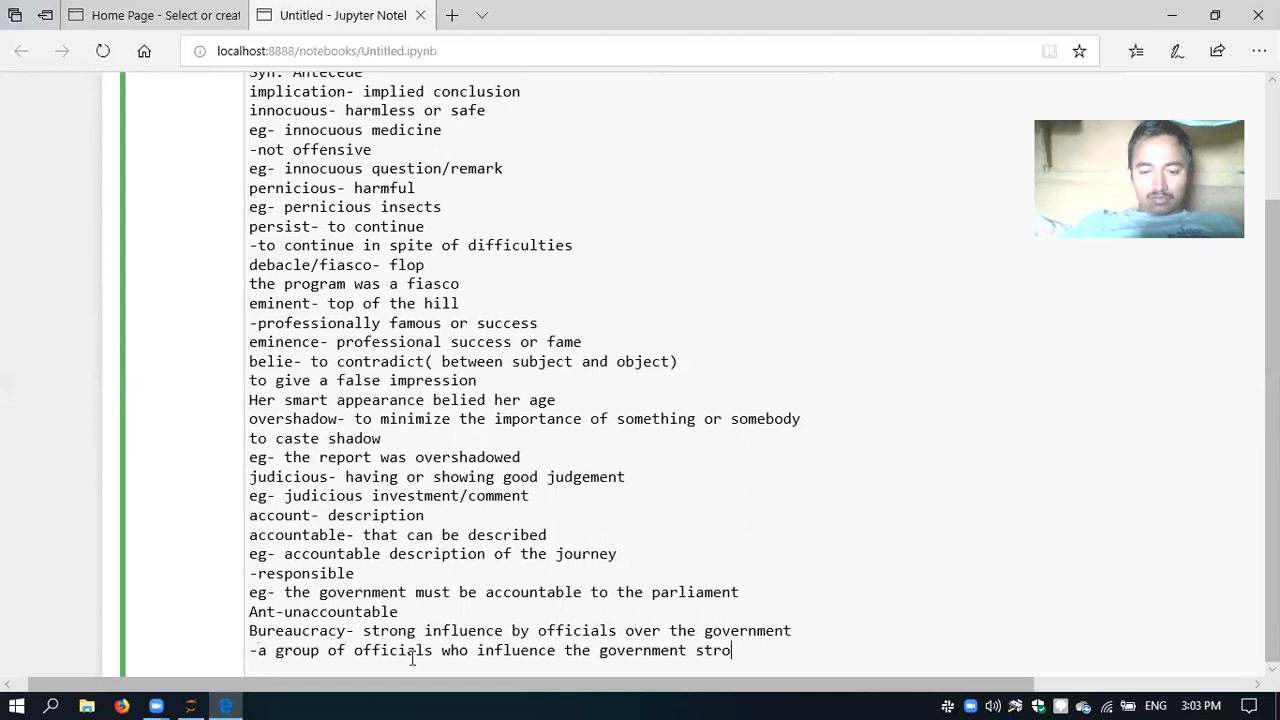 Home Page - Select or creat
Untitled - Jupyter Notel
localhost:8888/notebooks/Untitled.ipynb
Syn: Antecede
implication- implied conclusion
innocuous- harmless or safe
eg- innocuous medicine
-not offensive
eg- innocuous question/remark
pernicious- harmful
eg- pernicious insects
persist- to continue
-to continue in spite of difficulties
debacle/fiasco- flop
the program was a fiasco
eminent- top of the hill
-professionally famous or success
eminence- professional success or fame
belie- to contradict( between subject and object)
to give a false impression
Her smart appearance belied her age
overshadow- to minimize the importance of something or somebody
to caste shadow
eg- the report was overshadowed
judicious- having or showing good judgement
eg- judicious investment/comment
account- description
accountable- that can be described
eg- accountable description of the journey
-responsible
eg- the government must be accountable to the parliament
Ant-unaccountable
Bureaucracy- strong influence by officials over the government
-a group of officials who influence the government stro
ENG
3:03 PM